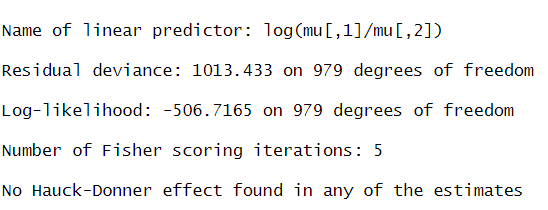 Name of linear predictor: log(mu[,1]/mu[,2])
Residual deviance: 1013.433 on 979 degrees of freedom
Log-likelihood: -506.7165 on 979 degrees of freedom
Number of Fisher scoring iterations: 5
No Hauck-Donner effect found in any of the estimates